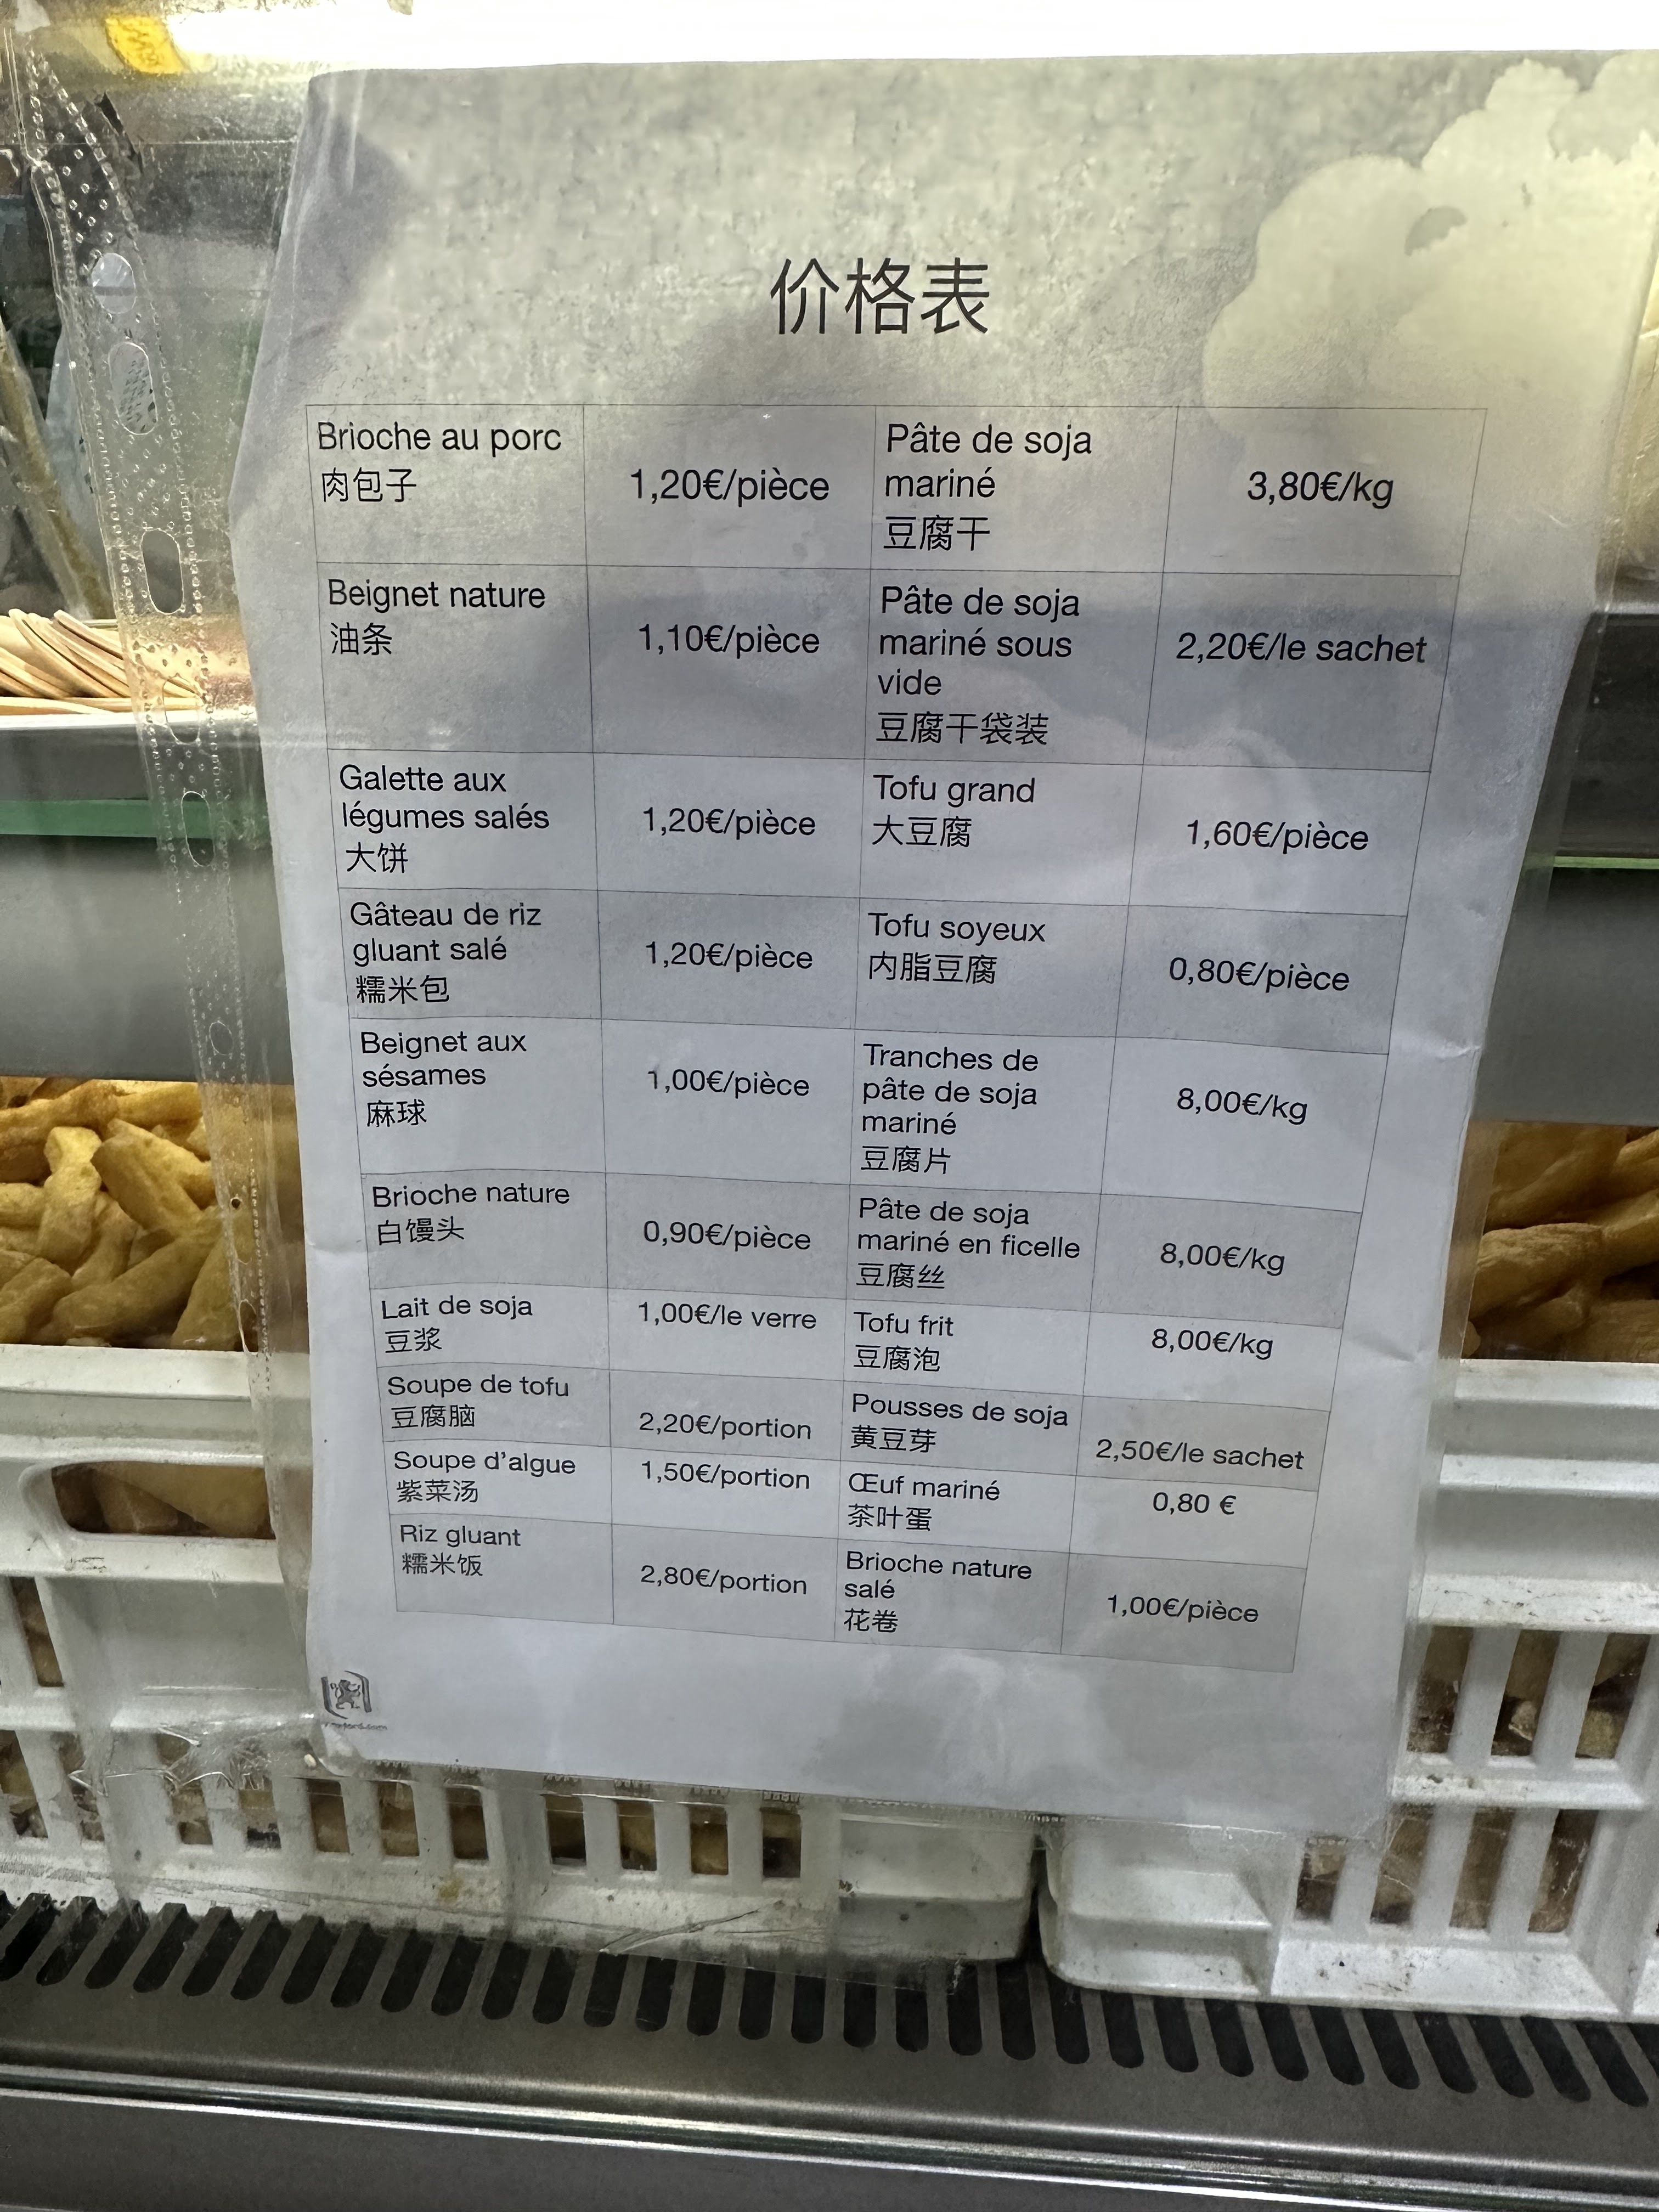 价格表
Brioche au porc
肉包子
1,20€/pièce
Pâte de soja
mariné
豆腐干
3,80€/kg
Beignet nature
油条
1,10€/pièce
Pâte de soja
mariné sous
vide
豆腐干袋装
2,20€/le sachet
Galette aux
légumes salés
大饼
1,20€/pièce
Tofu grand
大豆腐
1,60€/pièce
Gâteau de riz
gluant salé
糯米包
1,20€/pièce
Tofu soyeux
内脂豆腐
0,80€/pièce
Beignet aux
sésames
麻球
1,00€/pièce
Tranches de
pâte de soja
mariné
豆腐片
8,00€/kg
Brioche nature
白馒头
0,90€/pièce
Pâte de soja
mariné en ficelle
豆腐丝
8,00€/kg
Lait de soja
豆浆
1,00€/le verre
Tofu frit
豆腐泡
8,00€/kg
Soupe de tofu
豆腐脑
2,20€/portion
Pousses de soja
黄豆芽
2,50€/le sachet
Soupe d'algue
紫菜汤
1,50€/portion
Œuf mariné
茶叶蛋
0,80 €
Riz gluant
糯米饭
2,80€/portion
Brioche nature
salé
花卷
1,00€/pièce